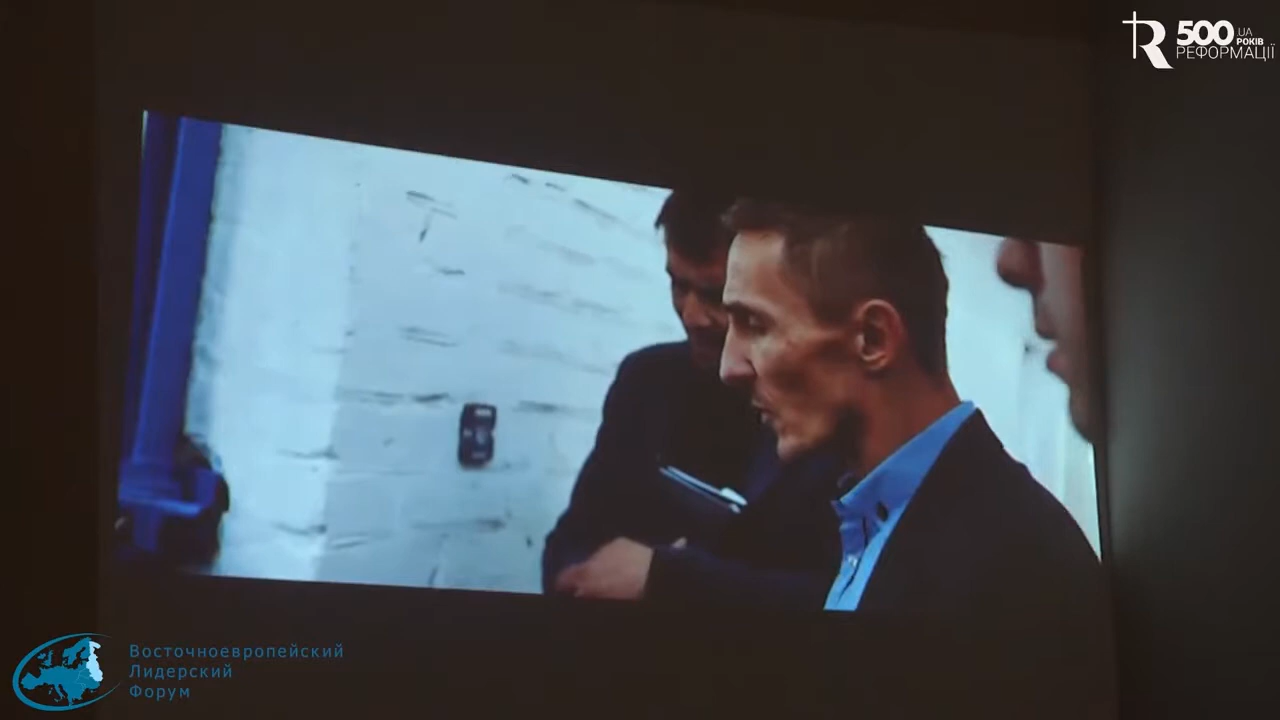 R 500 .UA
РОКІВ
РЕФОРМАЦІЇ
Восточноевропейский
Лидерский
Форум